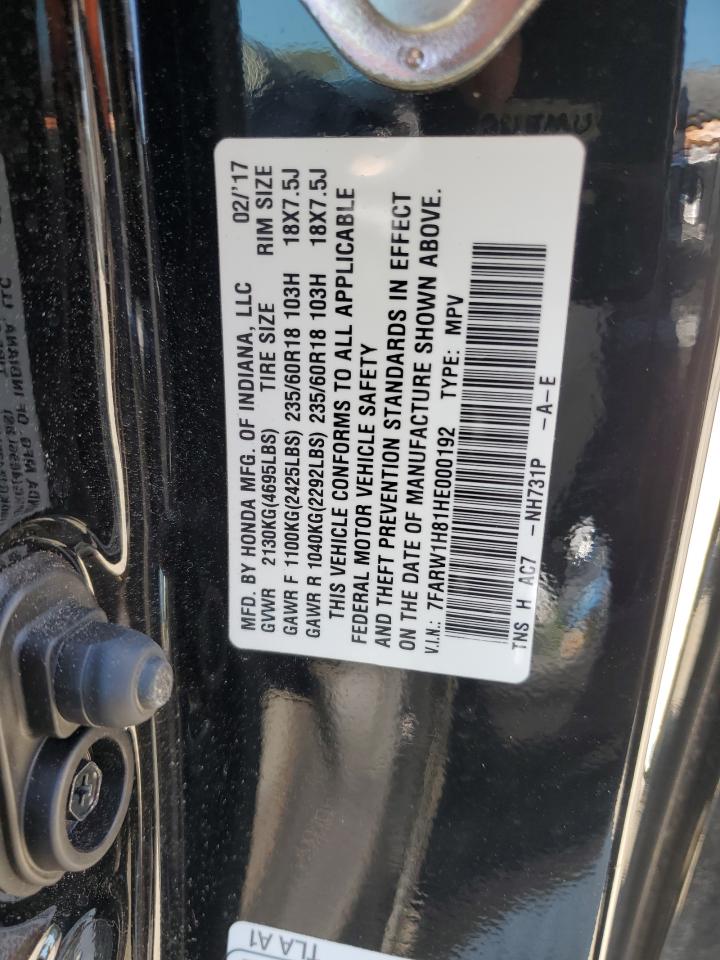 MFD. BY HONDA MFG. OF INDIANA, LLC 02/'17
GVWR 2130KG(4695LBS) TIRE SIZE RIM SIZE
GAWR F 1100KG(2425LBS) 235/60R18 103H 18X7.5J
GAWR R 1040KG(2292LBS) 235/60R18 103H 18X7.5J
THIS VEHICLE CONFORMS TO ALL APPLICABLE
FEDERAL MOTOR VEHICLE SAFETY
AND THEFT PREVENTION STANDARDS IN EFFECT
ON THE DATE OF MANUFACTURE SHOWN ABOVE.
V.I.N.: 7FARW1H81HE000192 TYPE: MPV
TNS H AC7 -NH731P -A-E
TLA A1